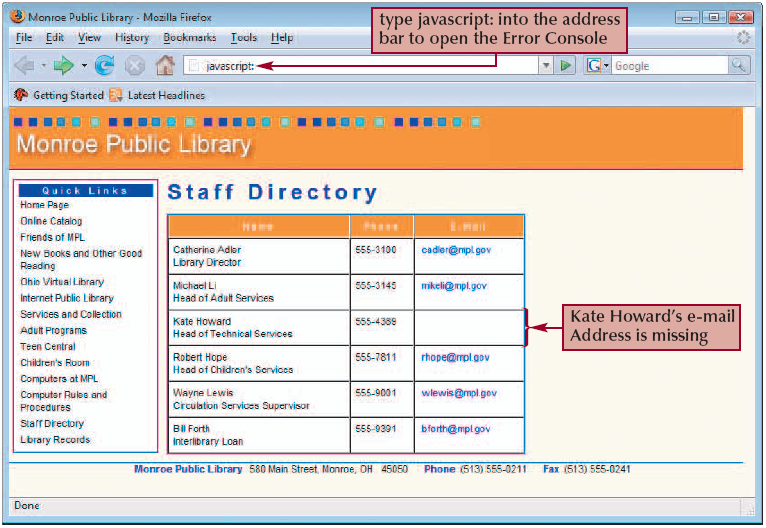 Monroe Public Library - Mozilla Firefox
type javascript: into the address
bar to open the Error Console
File Edit View History Bookmarks Tools Help
javascript:
Google
Getting Started Latest Headlines
Monroe Public Library
Quick Links
Home Page
Online Catalog
Friends of MPL
New Books and Other Good
Reading
Ohio Virtual Library
Internet Public Library
Services and Collection
Adult Programs
Teen Central
Children's Room
Computers at MPL
Computer Rules and
Procedures
Staff Directory
Library Records
Staff Directory
Name Phone E-Mail
Catherine Adler 555-3100 cadler@mpl.gov
Library Director
Michael Li 555-3145 mikeli@mpl.gov
Head of Adult Services
Kate Howard 555-4389
Head of Technical Services
Kate Howard's e-mail
Address is missing
Robert Hope 555-7811 rhope@mpl.gov
Head of Children's Services
Wayne Lewis 555-9001 wlewis@mpl.gov
Circulation Services Supervisor
Bill Forth 555-9391 bforth@mpl.gov
Interlibrary Loan
Monroe Public Library 580 Main Street, Monroe, OH 45050 Phone (513) 555-0211 Fax (513) 555-0241
Done